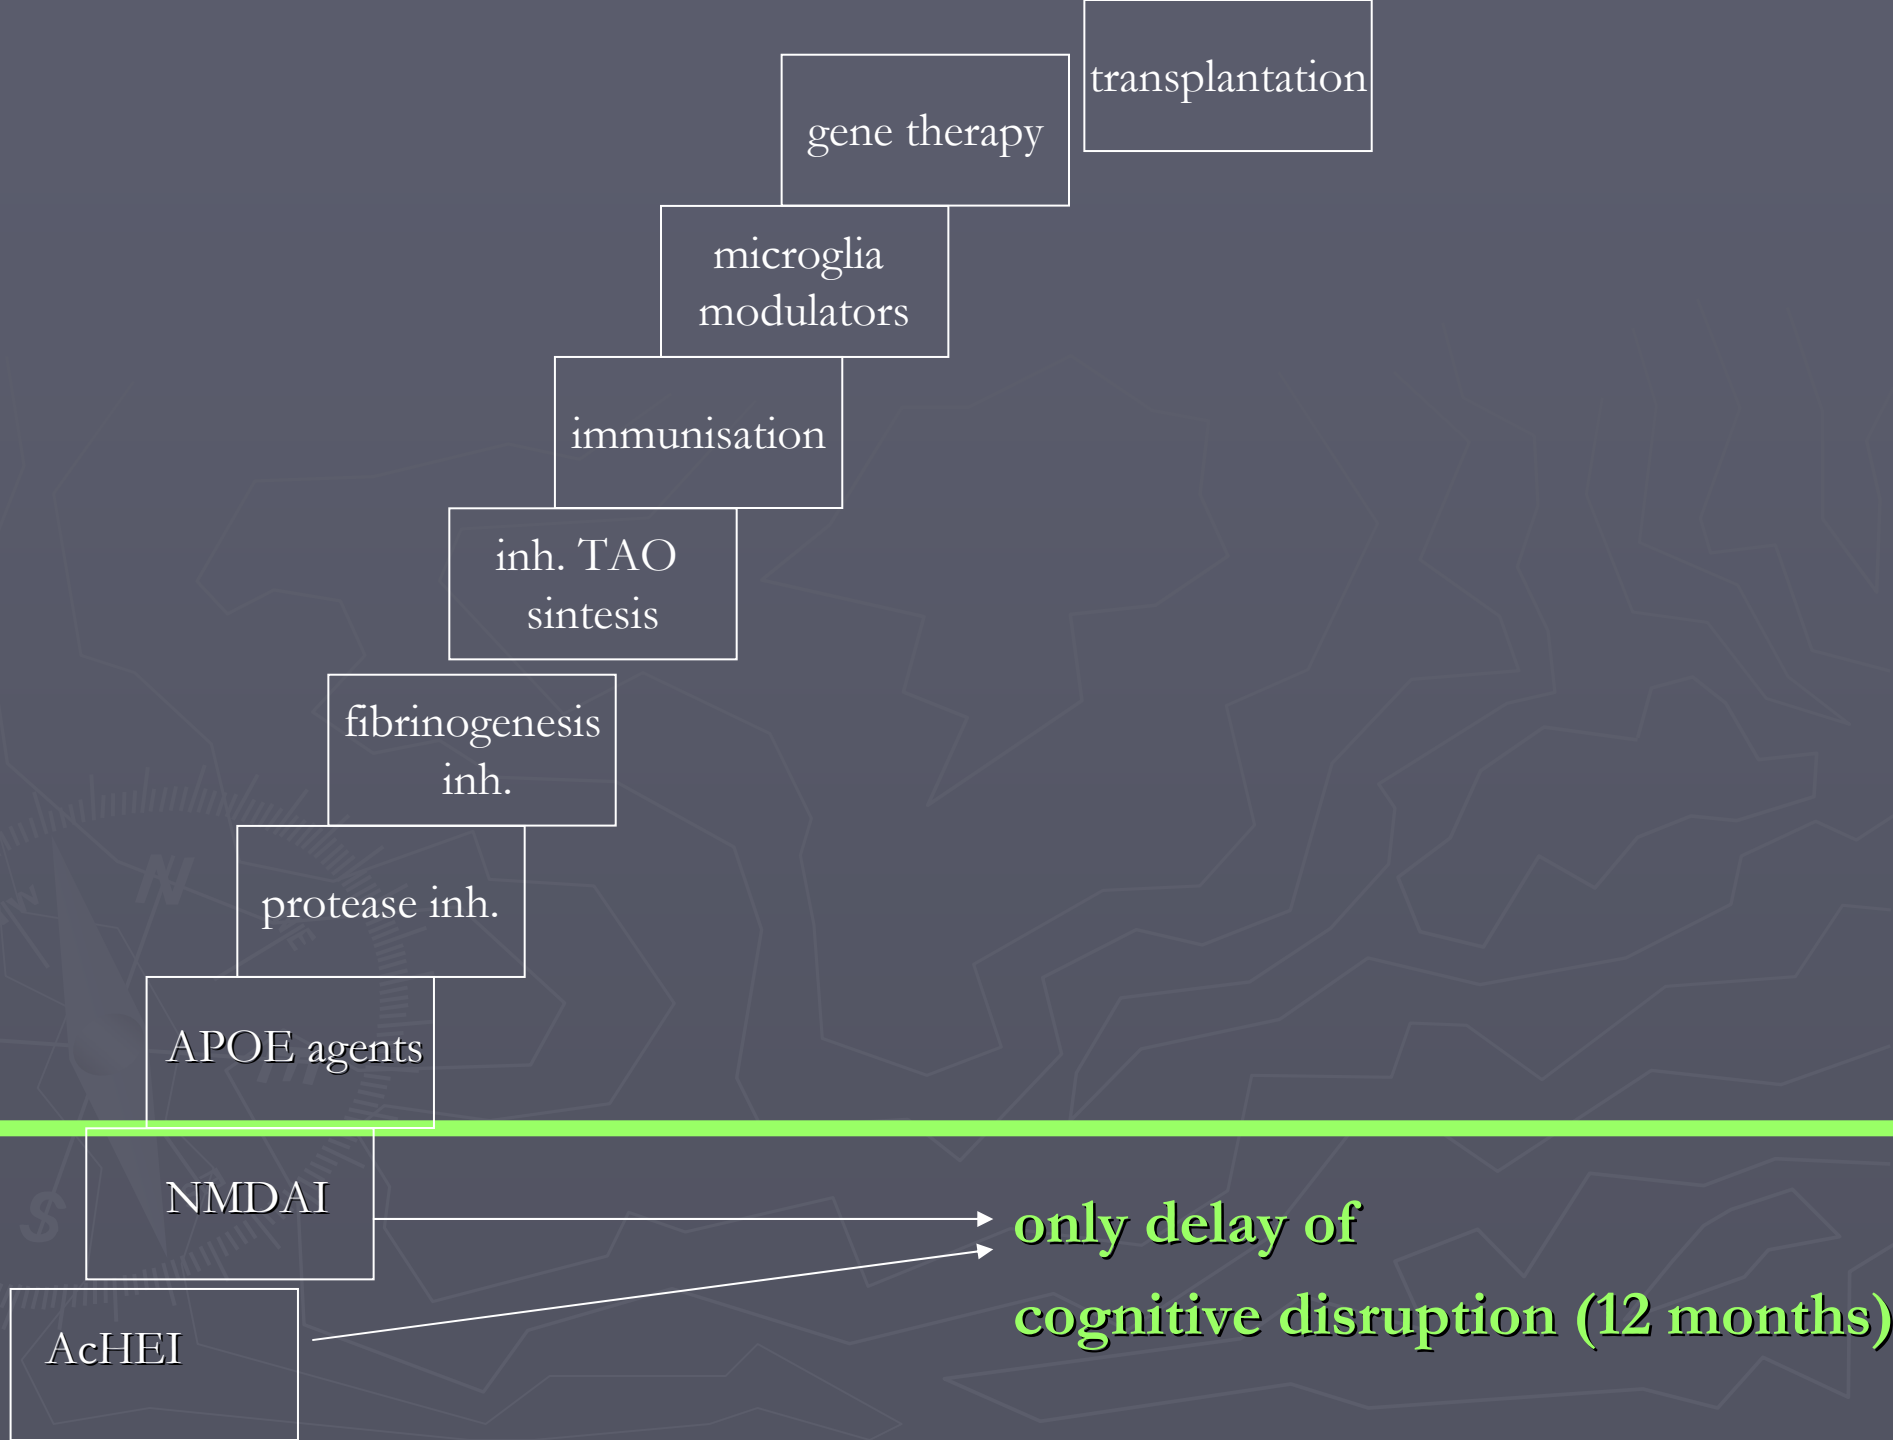 transplantation
gene therapy
microglia
modulators
immunisation
inh. TAO
sintesis
fibrinogenesis
inh.
protease inh.
APOE agents
NMDAI
only delay of
cognitive disruption (12 months)
AcHEI
N
S